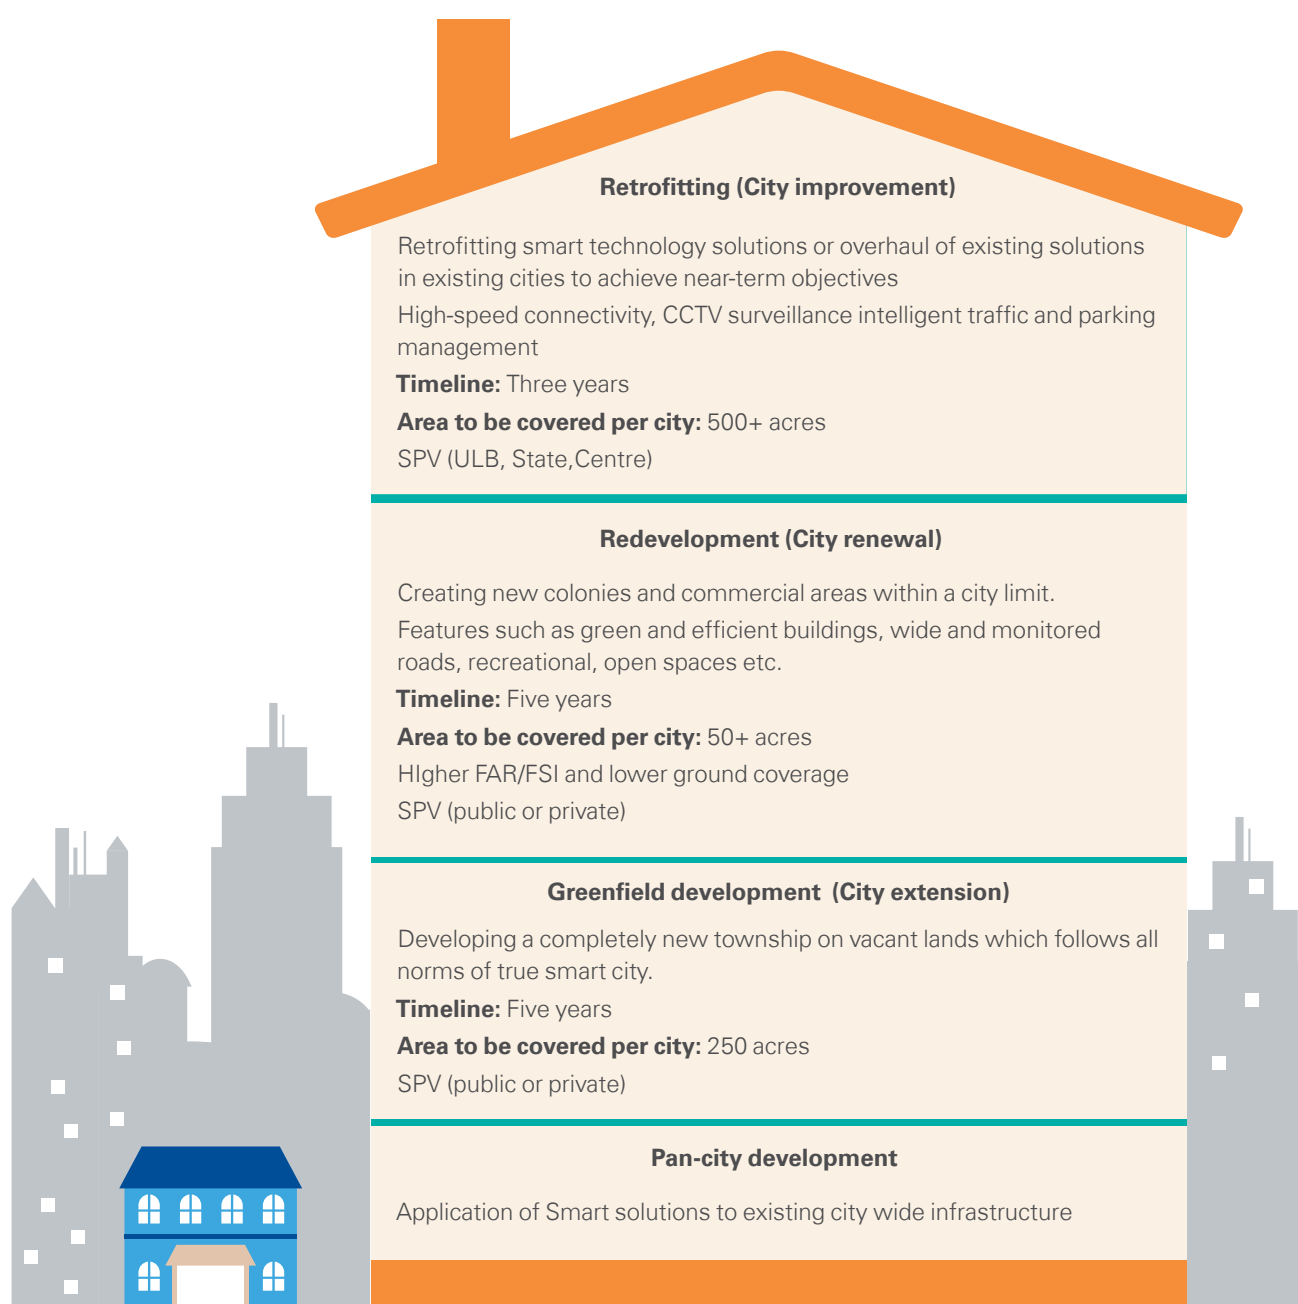 Retrofitting (City improvement)
Retrofitting smart technology solutions or overhaul of existing solutions
in existing cities to achieve near-term objectives
High-speed connectivity, CCTV surveillance intelligent traffic and parking
management
Timeline: Three years
Area to be covered per city: 500+ acres
SPV (ULB, State,Centre)
Redevelopment (City renewal)
Creating new colonies and commercial areas within a city limit.
Features such as green and efficient buildings, wide and monitored
roads, recreational, open spaces etc.
Timeline: Five years
Area to be covered per city: 50+ acres
HIgher FAR/FSI and lower ground coverage
SPV (public or private)
Greenfield development (City extension)
Developing a completely new township on vacant lands which follows all
norms of true smart city.
Timeline: Five years
Area to be covered per city: 250 acres
SPV (public or private)
Pan-city development
Application of Smart solutions to existing city wide infrastructure